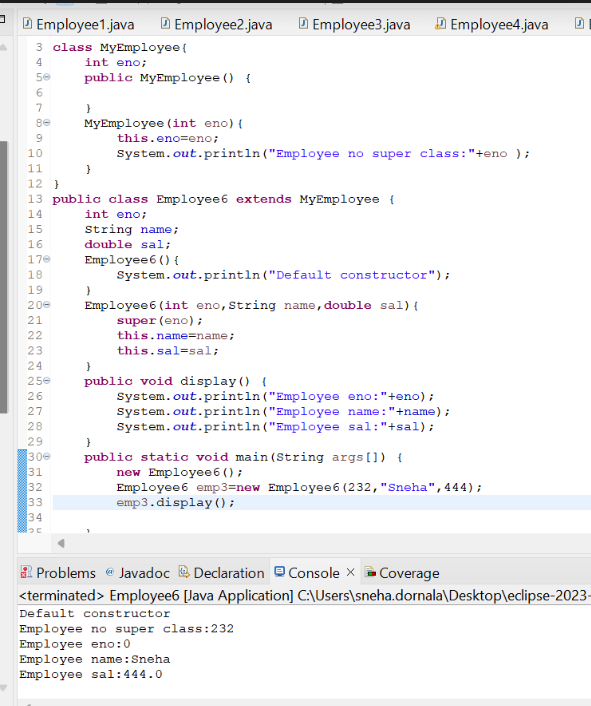 Employee1.java Employee2.java Employee3.java Employee4.java
3 class MyEmployee{
4 int eno;
5 public MyEmployee() {
6
7 }
8 MyEmployee(int eno){
9 this.eno=eno;
10 System.out.println("Employee no super class:"+eno );
11 }
12 }
13 public class Employee6 extends MyEmployee {
14 int eno;
15 String name;
16 double sal;
17 Employee6(){
18 System.out.println("Default constructor");
19 }
20 Employee6(int eno,String name,double sal){
21 super(eno);
22 this.name=name;
23 this.sal=sal;
24 }
25 public void display() {
26 System.out.println("Employee eno:"+eno);
27 System.out.println("Employee name:"+name);
28 System.out.println("Employee sal:"+sal);
29 }
30 public static void main(String args[]) {
31 new Employee6();
32 Employee6 emp3=new Employee6(232,"Sneha",444);
33 emp3.display();
34
35 }
Problems Javadoc Declaration Console × Coverage
<terminated> Employee6 [Java Application] C:\Users\sneha.dornala\Desktop\eclipse-2023-
Default constructor
Employee no super class:232
Employee eno:0
Employee name:Sneha
Employee sal:444.0